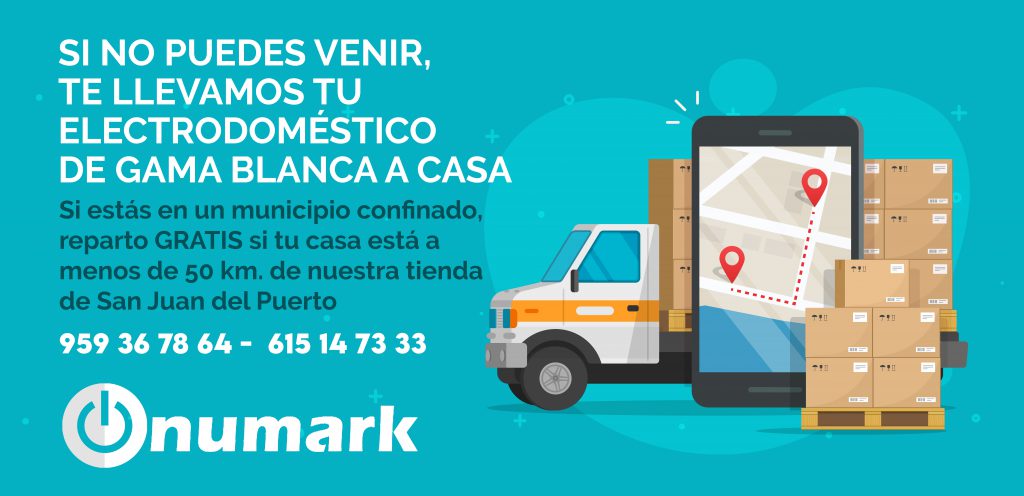 SI NO PUEDES VENIR,
TE LLEVAMOS TU
ELECTRODOMÉSTICO
DE GAMA BLANCA A CASA
Si estás en un municipio confinado,
reparto GRATIS si tu casa está a
menos de 50 km. de nuestra tienda
de San Juan del Puerto
959 36 78 64 - 615 14 73 33
numark